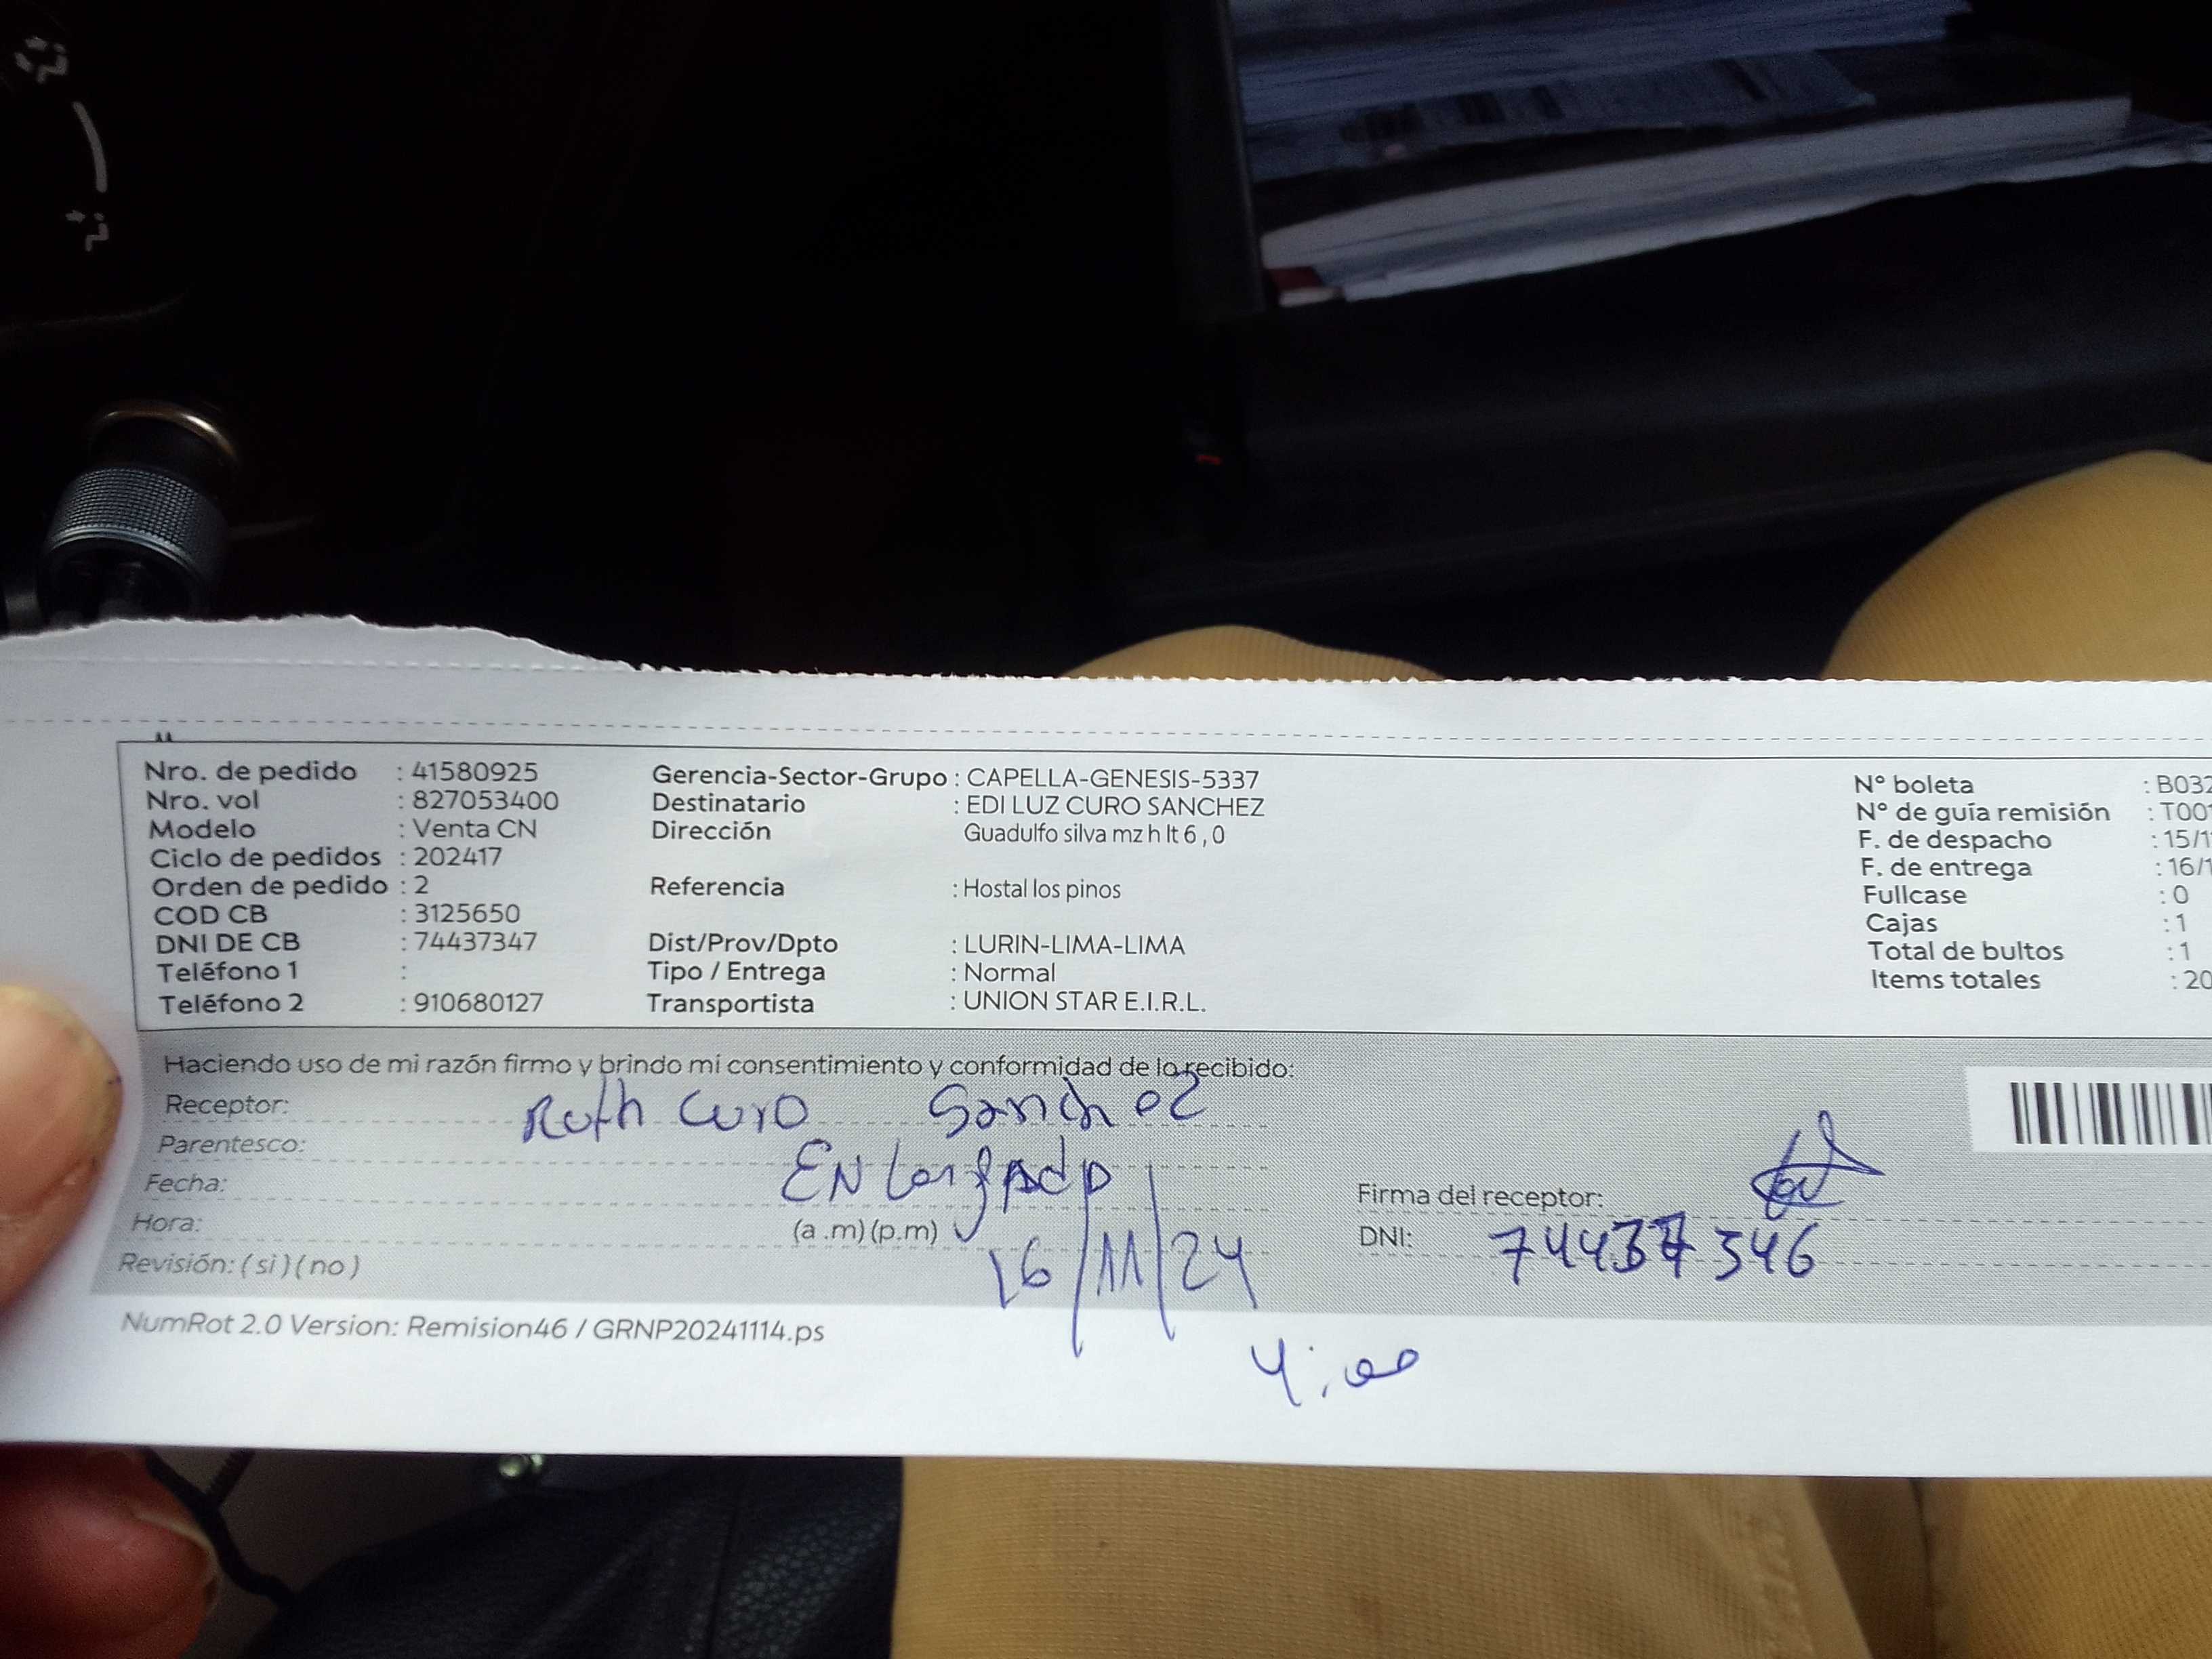 Nro. de pedido : 41580925
Nro. vol : 827053400
Modelo : Venta CN
Ciclo de pedidos : 202417
Orden de pedido : 2
COD CB : 3125650
DNI DE CB : 74437347
Teléfono 1 :
Teléfono 2 : 910680127
Gerencia-Sector-Grupo : CAPELLA-GENESIS-5337
Destinatario : EDI LUZ CURO SANCHEZ
Dirección Guadulfo silva mz h lt 6 , 0
Referencia : Hostal los pinos
Dist/Prov/Dpto : LURIN-LIMA-LIMA
Tipo / Entrega : Normal
Transportista : UNION STAR E.I.R.L.
N° boleta : B032
N° de guía remisión : T001
F. de despacho : 15/1
F. de entrega : 16/1
Fullcase : 0
Cajas : 1
Total de bultos : 1
Items totales : 20
Haciendo uso de mi razón firmo y brindo mi consentimiento y conformidad de lo recibido:
Receptor: Ruth Curo Sanchez
Parentesco:
Fecha:
Hora: (a .m) (p.m)
16/11/24
Revisión: ( si ) ( no )
4:00
Firma del receptor:
DNI: 74437346
NumRot 2.0 Version: Remision46 / GRNP20241114.ps